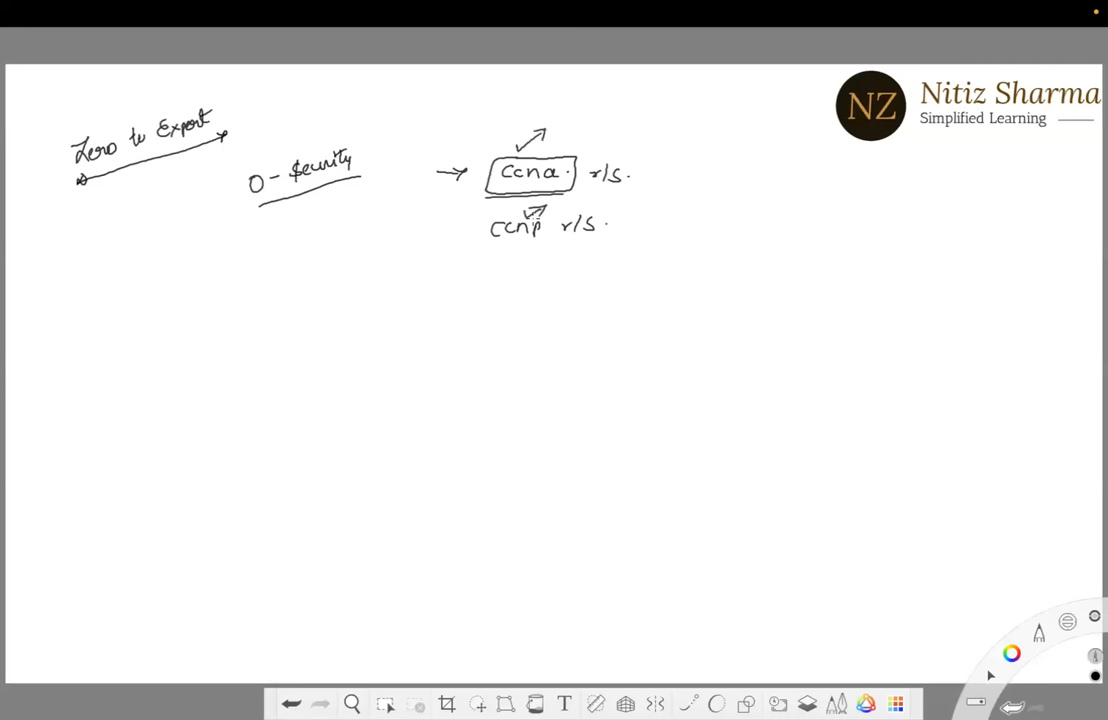 NZ
Nitiz Sharma
Simplified Learning
Zero to Expert
0 - Security
ccna. r/s.
ccnp r/s.